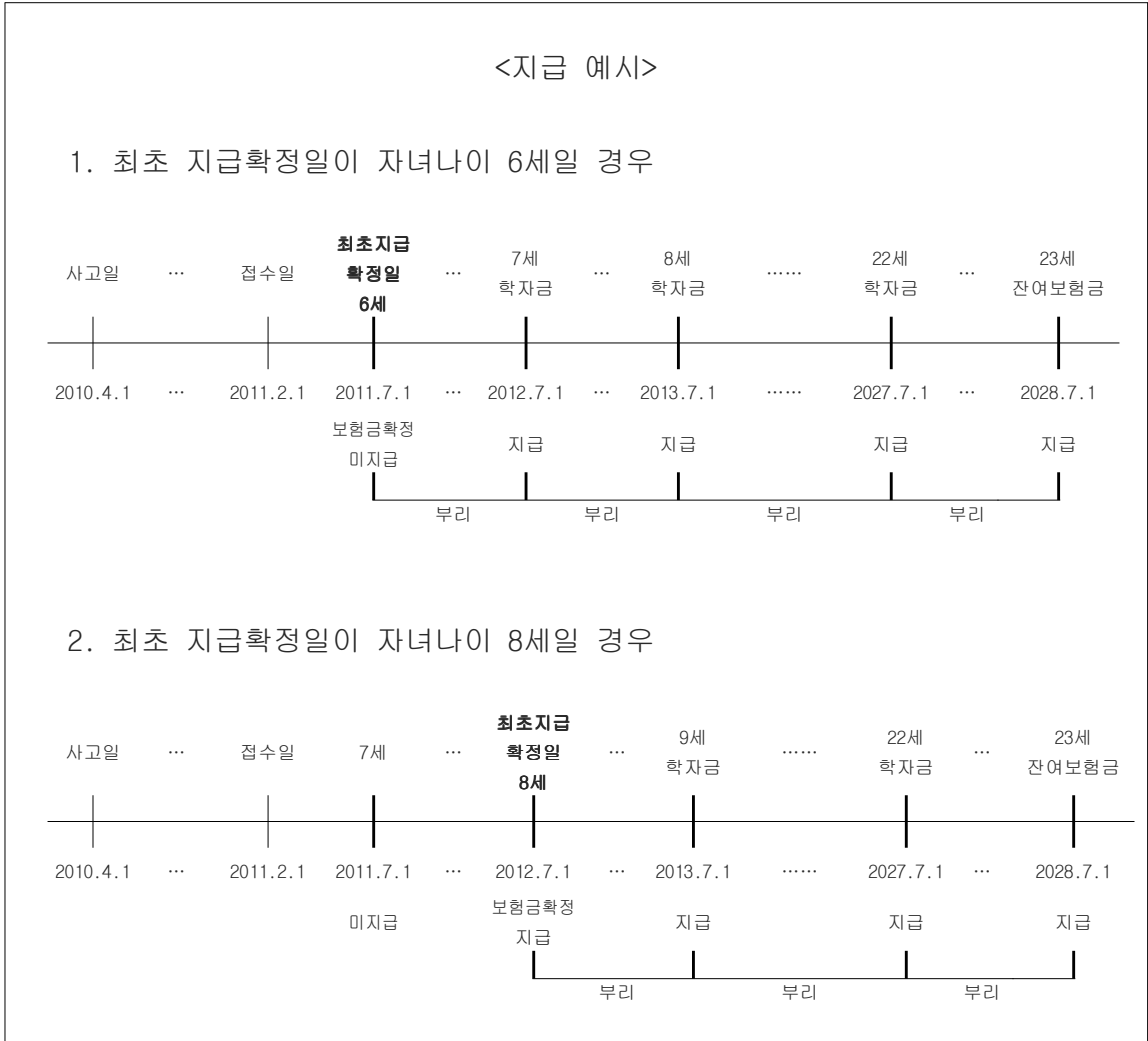 <지급 예시>
1. 최초 지급확정일이 자녀나이 6세일 경우
사고일 … 접수일 최초지급 확정일 6세 … 7세 학자금 … 8세 학자금 …… 22세 학자금 … 23세 잔여보험금
2010.4.1 … 2011.2.1 2011.7.1 … 2012.7.1 … 2013.7.1 …… 2027.7.1 … 2028.7.1
보험금확정 미지급 지급 지급 지급 지급
부리 부리 부리 부리
2. 최초 지급확정일이 자녀나이 8세일 경우
사고일 … 접수일 7세 … 최초지급 확정일 8세 … 9세 학자금 …… 22세 학자금 … 23세 잔여보험금
2010.4.1 … 2011.2.1 2011.7.1 … 2012.7.1 … 2013.7.1 …… 2027.7.1 … 2028.7.1
미지급 보험금확정 지급 지급 지급 지급
부리 부리 부리